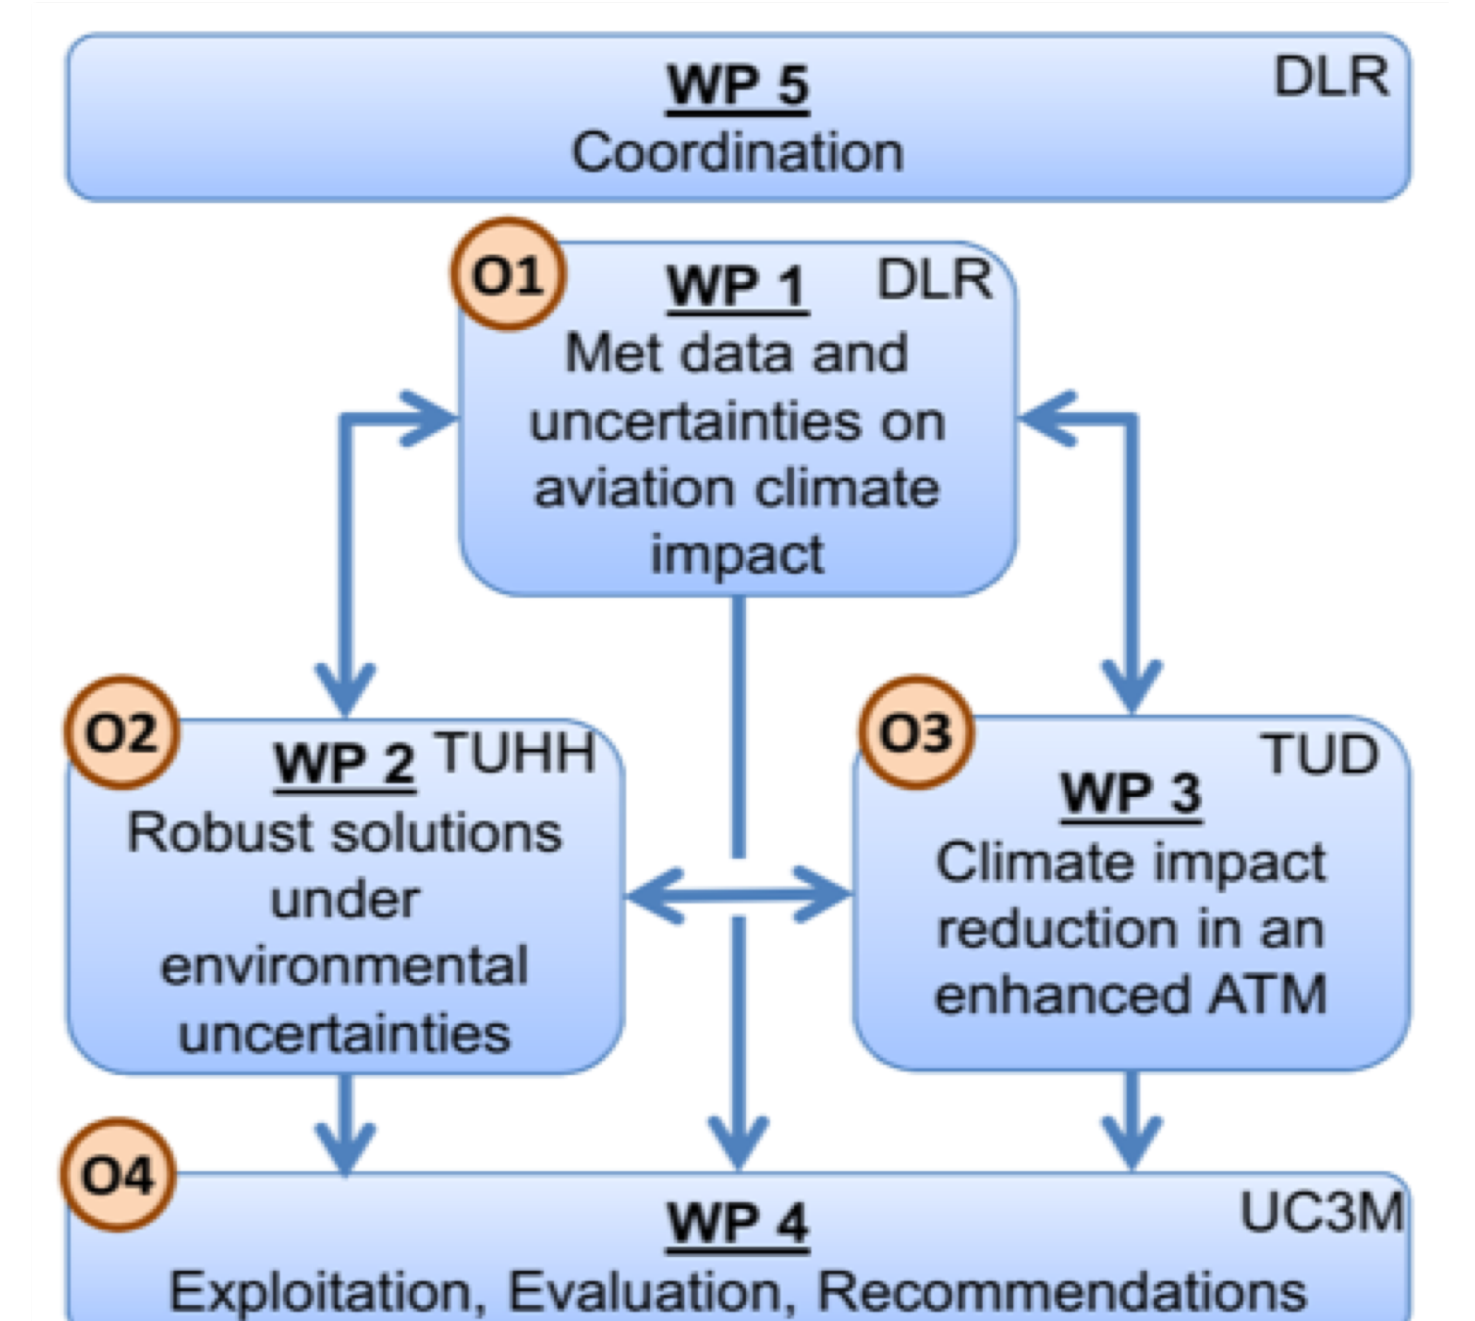 WP 5 DLR
Coordination
O1 WP 1 DLR
Met data and
uncertainties on
aviation climate
impact
O2 WP 2 TUHH
Robust solutions
under
environmental
uncertainties
O3 WP 3 TUD
Climate impact
reduction in an
enhanced ATM
O4 WP 4 UC3M
Exploitation, Evaluation, Recommendations